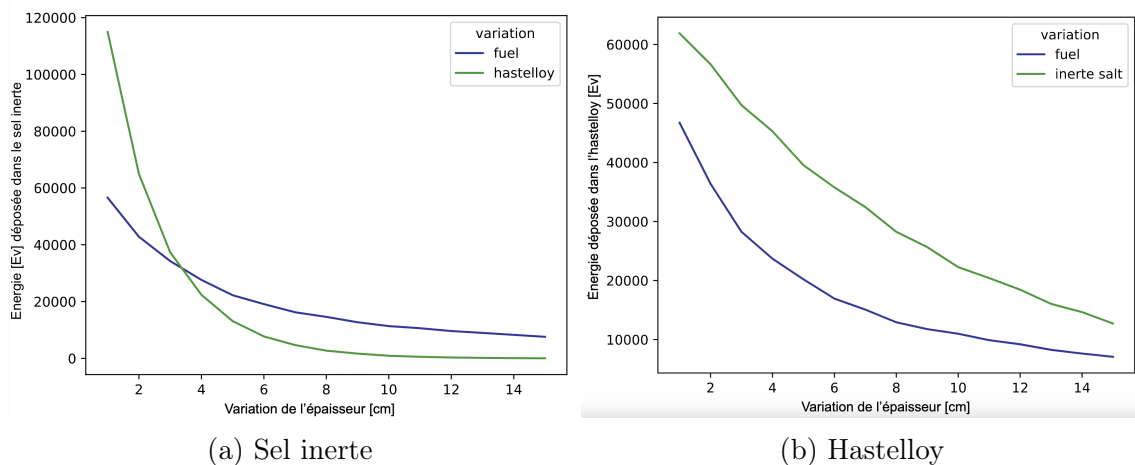 Energie [Ev] déposée dans le sel inerte
120000
100000
80000
60000
40000
20000
0
variation
fuel
hastelloy
2 4 6 8 10 12 14
Variation de l'épaisseur [cm]
(a) Sel inerte
Énergie déposée dans l'hastelloy [Ev]
60000
50000
40000
30000
20000
10000
variation
fuel
inerte salt
2 4 6 8 10 12 14
Variation de l'épaisseur [cm]
(b) Hastelloy